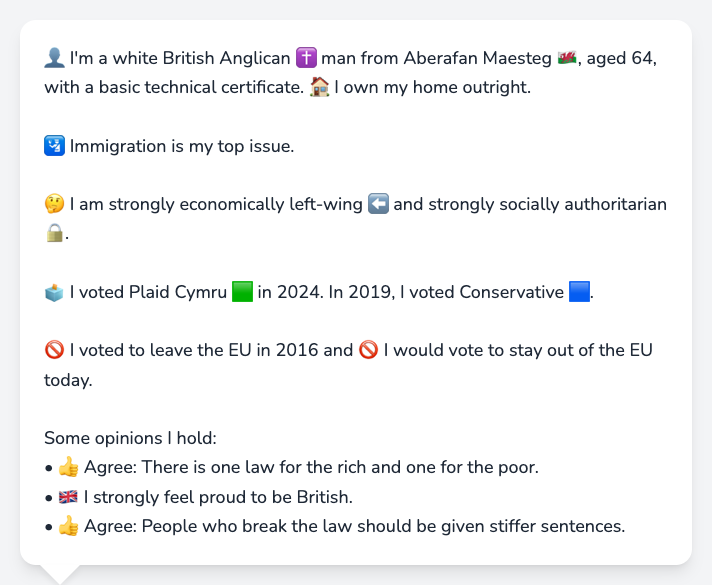 👤 I'm a white British Anglican ✝️ man from Aberafan Maesteg 🏴󠁧󠁢󠁷󠁬󠁳󠁿, aged 64,
with a basic technical certificate. 🏠 I own my home outright.
🛂 Immigration is my top issue.
🤔 I am strongly economically left-wing ⬅️ and strongly socially authoritarian
🔒.
🗳️ I voted Plaid Cymru 🟩 in 2024. In 2019, I voted Conservative 🟦.
🚫 I voted to leave the EU in 2016 and 🚫 I would vote to stay out of the EU
today.
Some opinions I hold:
• 👍 Agree: There is one law for the rich and one for the poor.
• 🇬🇧 I strongly feel proud to be British.
• 👍 Agree: People who break the law should be given stiffer sentences.